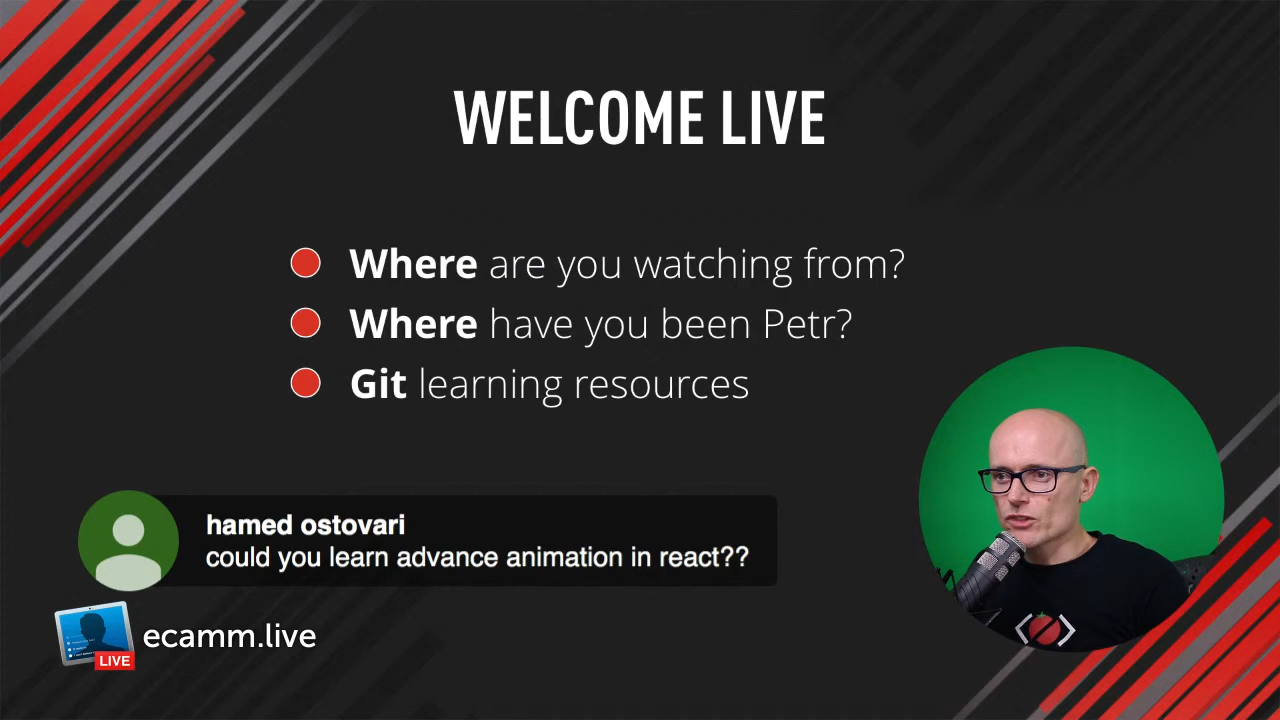 WELCOME LIVE
Where are you watching from?
Where have you been Petr?
Git learning resources
hamed ostovari
could you learn advance animation in react??
LIVE
ecamm.live